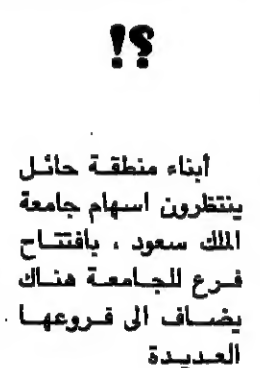 ؟!
أبناء منطقة حائل
ينتظرون اسهام جامعة
الملك سعود ، بافتتاح
فرع للجامعة هناك
يضاف الى فروعها
العديدة